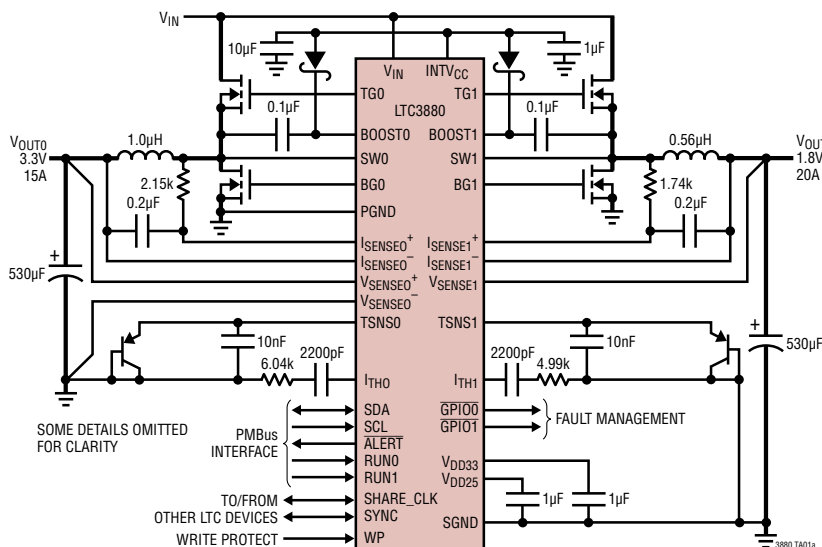 VIN
10µF
1µF
VIN
INTVCC
TG0
TG1
LTC3880
0.1µF
0.1µF
BOOST0
BOOST1
VOUT0
3.3V
15A
1.0µH
SW0
SW1
0.56µH
VOU
1.8V
20A
2.15k
BG0
BG1
1.74k
0.2µF
PGND
0.2µF
ISENSE0+
ISENSE1+
ISENSE0–
ISENSE1–
VSENSE0+
VSENSE1
VSENSE0–
530µF
TSNS0
TSNS1
10nF
2200pF
2200pF
10nF
530µF
6.04k
4.99k
ITH0
ITH1
SOME DETAILS OMITTED
FOR CLARITY
PMBus
INTERFACE
SDA
SCL
ALERT
RUN0
RUN1
GPIO0
GPIO1
FAULT MANAGEMENT
VDD33
VDD25
1µF
1µF
TO/FROM
OTHER LTC DEVICES
SHARE_CLK
SYNC
WRITE PROTECT
WP
SGND
3880 TA01a